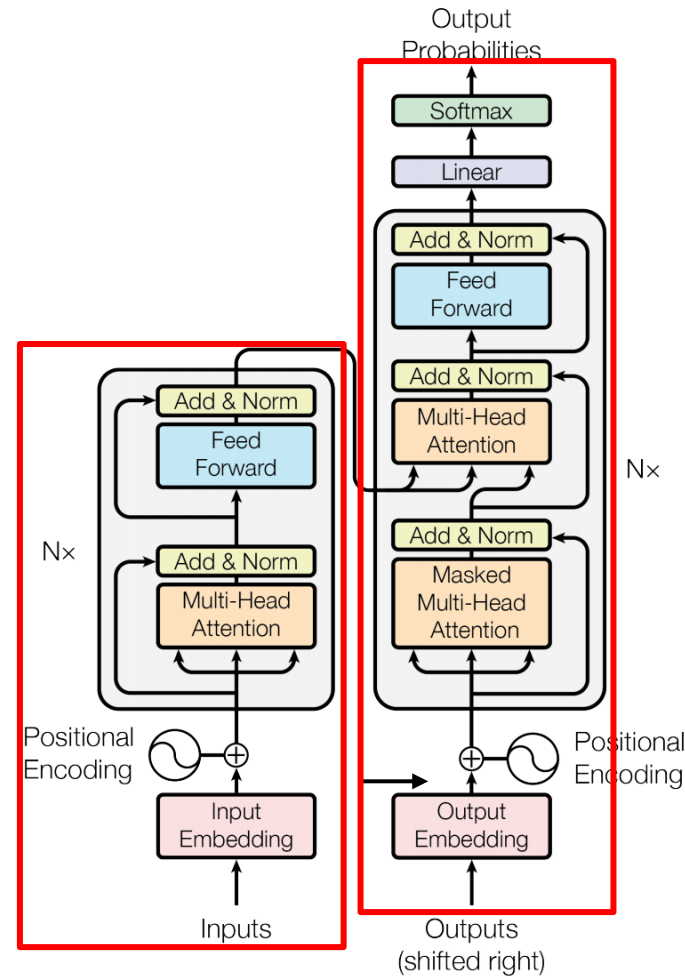 Output
Probabilities
Softmax
Linear
Add & Norm
Feed
Forward
Add & Norm
Multi-Head
Attention
Add & Norm
Masked
Multi-Head
Attention
N×
Positional
Encoding
Output
Embedding
Outputs
(shifted right)
Add & Norm
Feed
Forward
N×
Add & Norm
Multi-Head
Attention
Positional
Encoding
Input
Embedding
Inputs